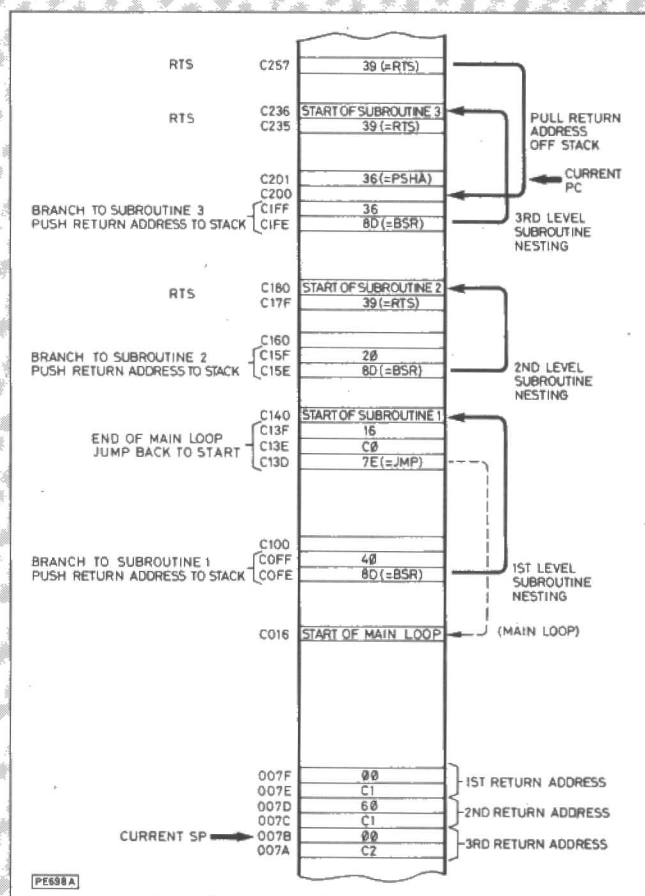 RTS C257 39 (=RTS)
C236 START OF SUBROUTINE 3
RTS C235 39 (=RTS)
PULL RETURN
ADDRESS
OFF STACK
C201 36 (=PSHA)
CURRENT
PC
C200
BRANCH TO SUBROUTINE 3
PUSH RETURN ADDRESS TO STACK
C1FF 36
C1FE 8D (=BSR)
3RD LEVEL
SUBROUTINE
NESTING
C180 START OF SUBROUTINE 2
RTS C17F 39 (=RTS)
C160
BRANCH TO SUBROUTINE 2
PUSH RETURN ADDRESS TO STACK
C15F 20
C15E 8D (=BSR)
2ND LEVEL
SUBROUTINE
NESTING
C140 START OF SUBROUTINE 1
END OF MAIN LOOP
JUMP BACK TO START
C13F 16
C13E C0
C13D 7E (=JMP)
C100
BRANCH TO SUBROUTINE 1
PUSH RETURN ADDRESS TO STACK
C0FF 40
C0FE 8D (=BSR)
1ST LEVEL
SUBROUTINE
NESTING
C016 START OF MAIN LOOP
(MAIN LOOP)
007F 00
007E C1
1ST RETURN ADDRESS
007D 60
007C C1
2ND RETURN ADDRESS
CURRENT SP 007B 00
007A C2
3RD RETURN ADDRESS
PE698A